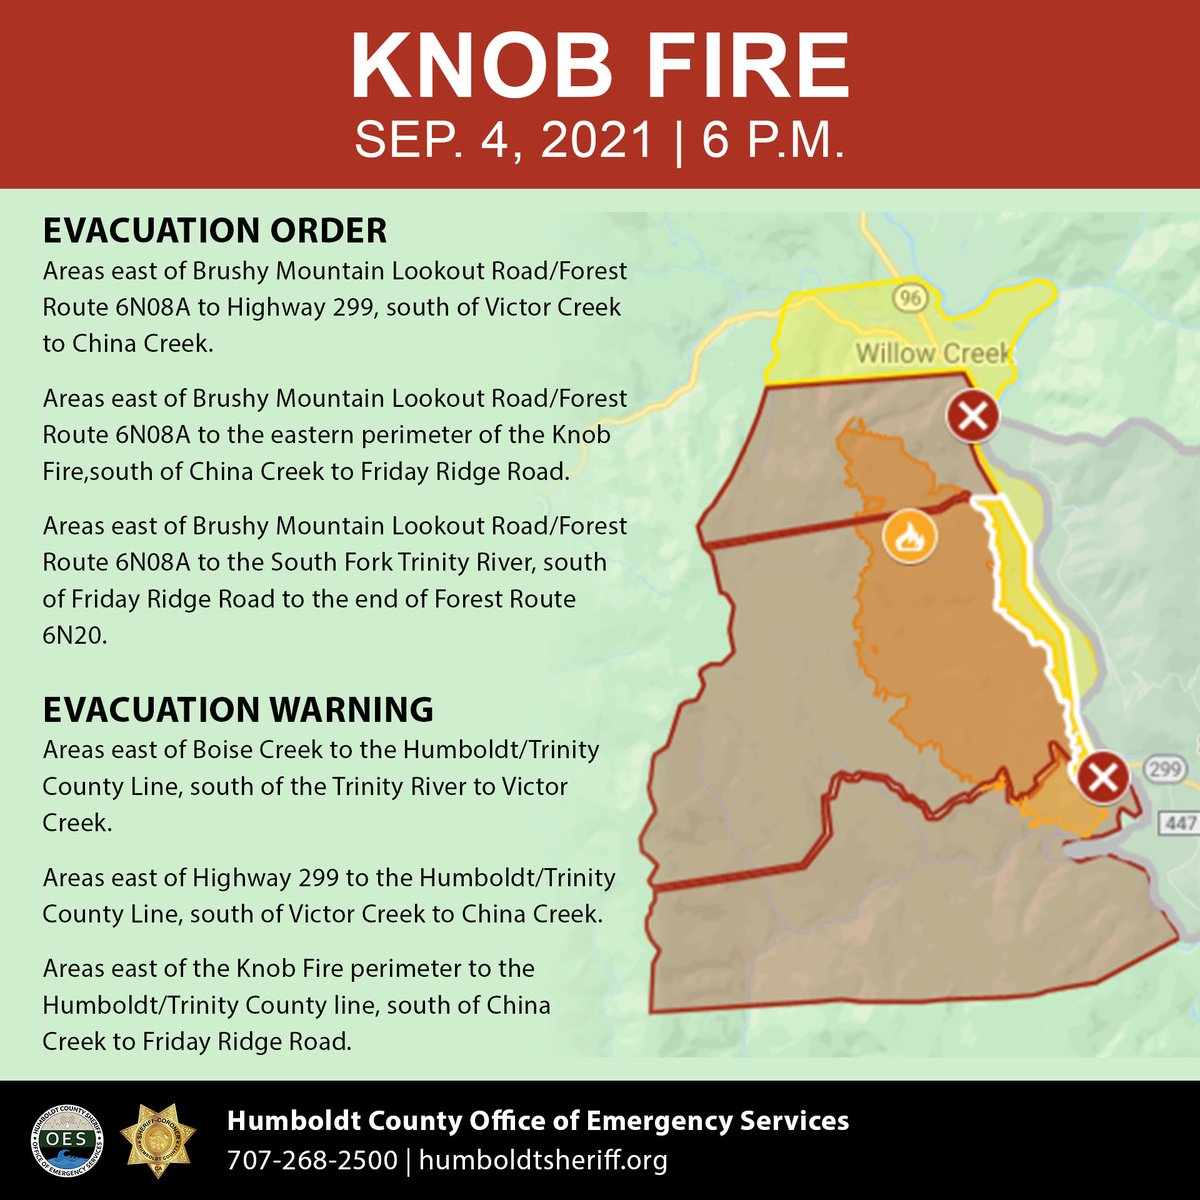 KNOB FIRE
SEP. 4, 2021 | 6 P.M.
EVACUATION ORDER
Areas east of Brushy Mountain Lookout Road/Forest
Route 6N08A to Highway 299, south of Victor Creek
to China Creek.
Areas east of Brushy Mountain Lookout Road/Forest
Route 6N08A to the eastern perimeter of the Knob
Fire,south of China Creek to Friday Ridge Road.
Areas east of Brushy Mountain Lookout Road/Forest
Route 6N08A to the South Fork Trinity River, south
of Friday Ridge Road to the end of Forest Route
6N20.
EVACUATION WARNING
Areas east of Boise Creek to the Humboldt/Trinity
County Line, south of the Trinity River to Victor
Creek.
Areas east of Highway 299 to the Humboldt/Trinity
County Line, south of Victor Creek to China Creek.
Areas east of the Knob Fire perimeter to the
Humboldt/Trinity County line, south of China
Creek to Friday Ridge Road.
96
Willow Creek
299
447
HUMBOLDT COUNTY SHERIFF
OES
OFFICE OF EMERGENCY SERVICES
SHERIFF-CORONER
HUMBOLDT COUNTY
CA
Humboldt County Office of Emergency Services
707-268-2500 | humboldtsheriff.org